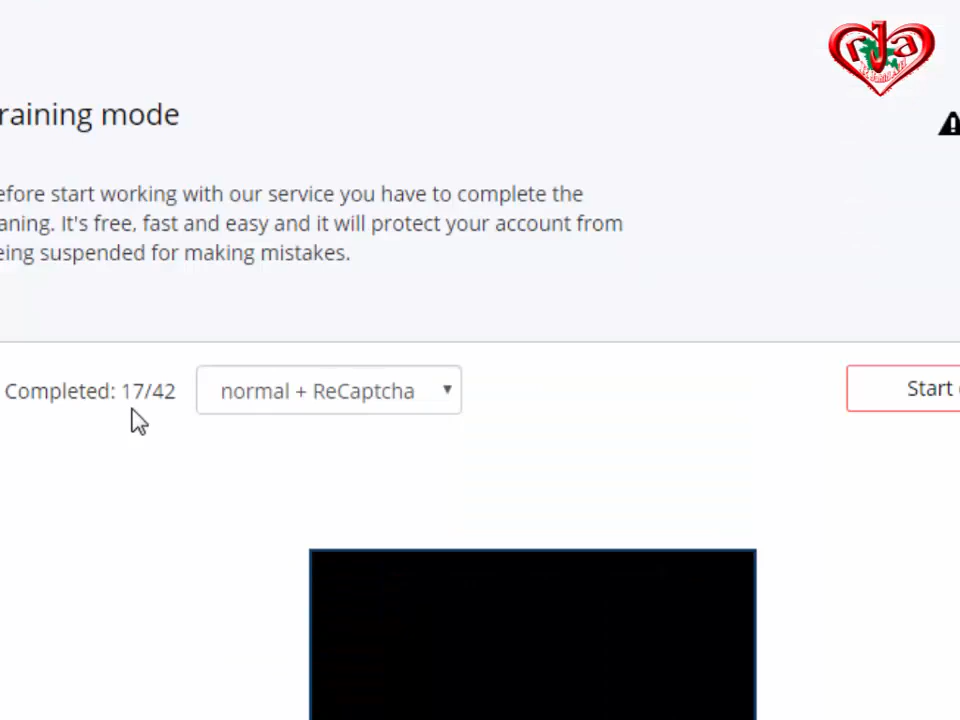 raining mode
efore start working with our service you have to complete the
aning. It's free, fast and easy and it will protect your account from
eing suspended for making mistakes.
Completed: 17/42
normal + ReCaptcha
Start
rJa